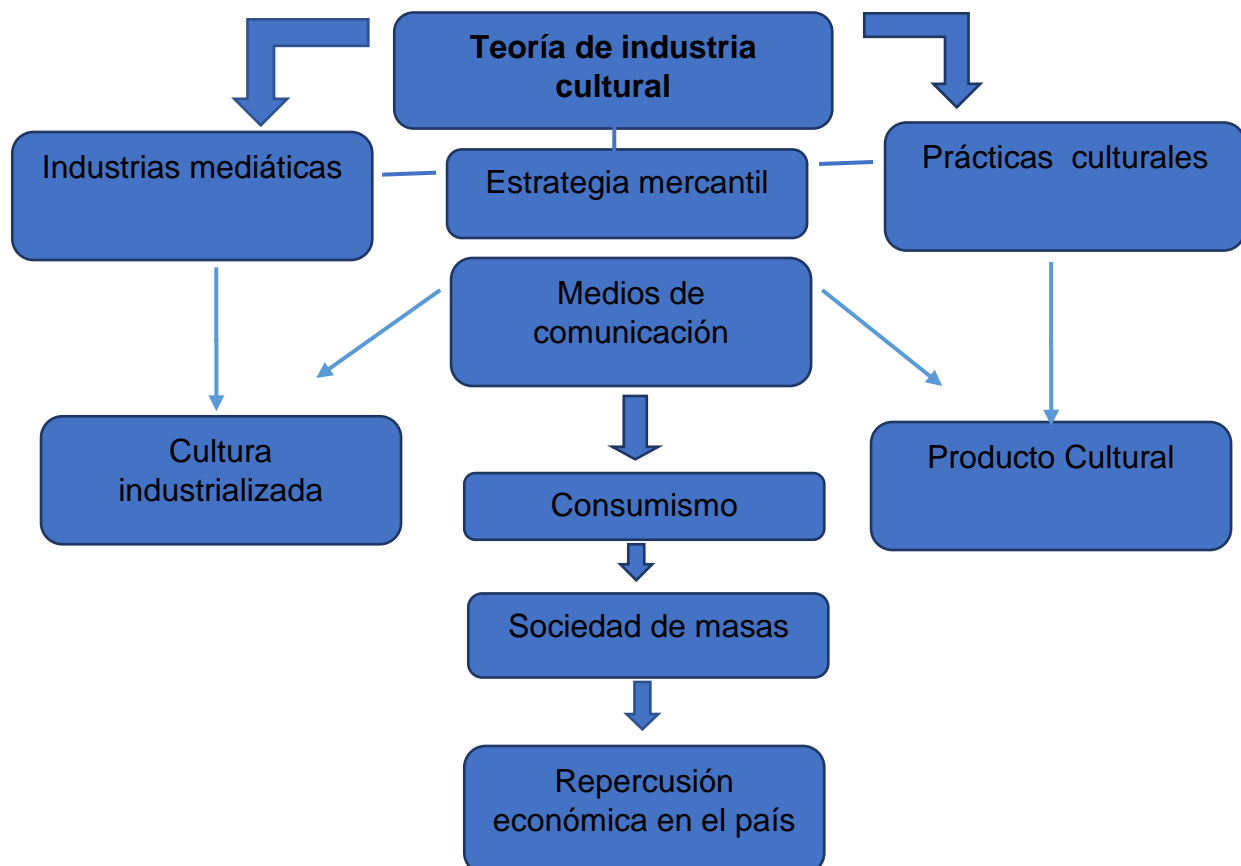 Teoría de industria
cultural
Industrias mediáticas
Estrategia mercantil
Prácticas culturales
Medios de
comunicación
Cultura
industrializada
Producto Cultural
Consumismo
Sociedad de masas
Repercusión
económica en el país